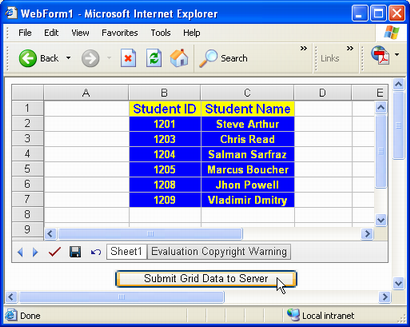 WebForm1 - Microsoft Internet Explorer
File Edit View Favorites Tools Help
Back Search Links
A B C D E
1 Student ID Student Name
2 1201 Steve Arthur
3 1203 Chris Read
4 1204 Salman Sarfraz
5 1205 Marcus Boucher
6 1208 Jhon Powell
7 1209 Vladimir Dmitry
8
9
Sheet1 Evaluation Copyright Warning
Submit Grid Data to Server
Done Local intranet